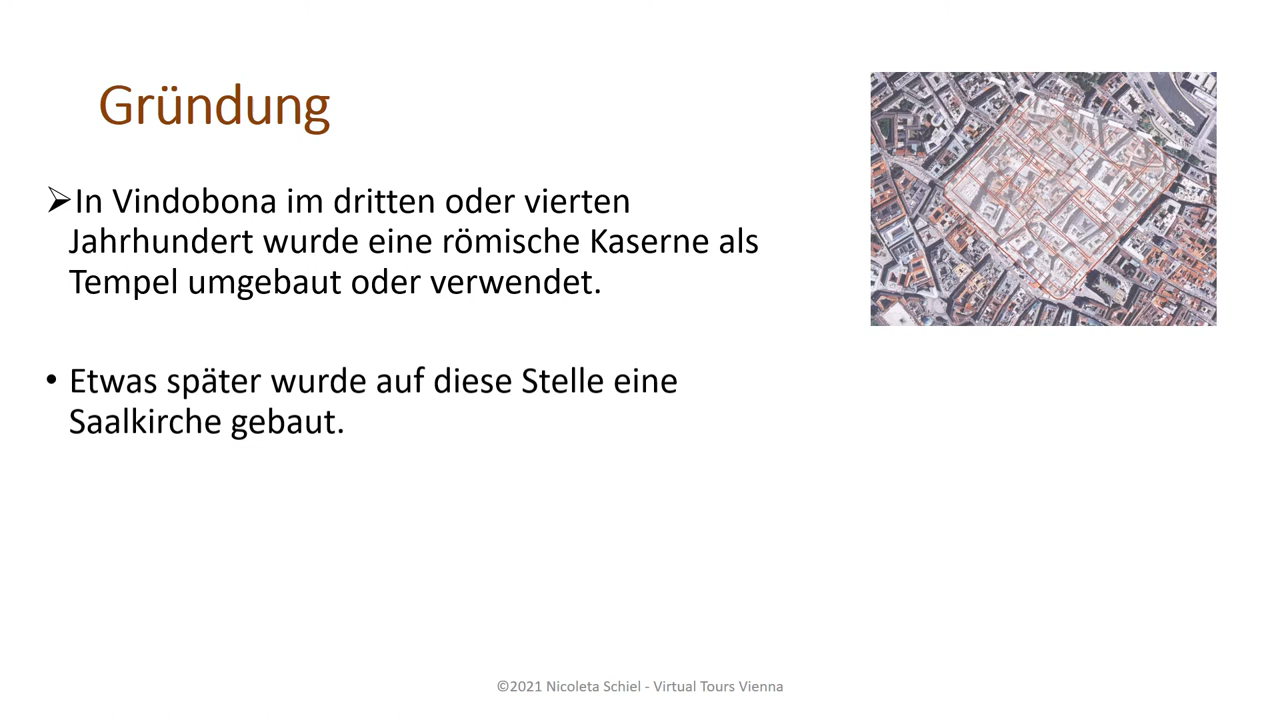 Gründung
➢In Vindobona im dritten oder vierten
Jahrhundert wurde eine römische Kaserne als
Tempel umgebaut oder verwendet.
• Etwas später wurde auf diese Stelle eine
Saalkirche gebaut.
©2021 Nicoleta Schiel - Virtual Tours Vienna